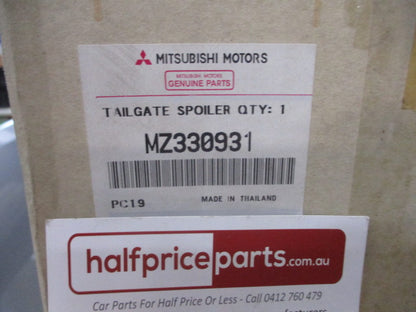 MITSUBISHI MOTORS
MITSUBISHI MOTORS
GENUINE PARTS
TAILGATE SPOILER QTY: 1
MZ330931
PC19 MADE IN THAILAND
halfpriceparts.com.au
Car Parts For Half Price Or Less - Call 0412 760 479